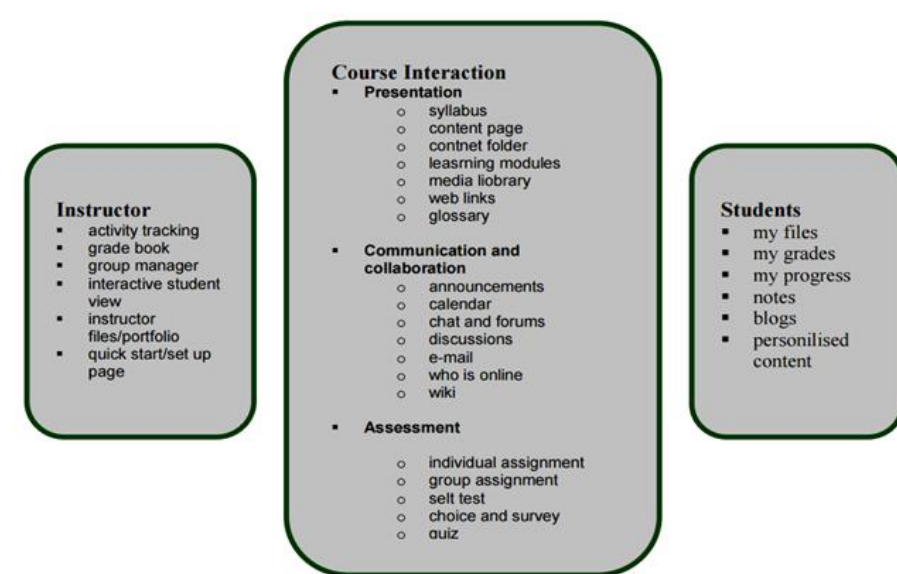 Instructor
▪ activity tracking
▪ grade book
▪ group manager
▪ interactive student
view
▪ instructor
files/portfolio
▪ quick start/set up
page
Course Interaction
▪ Presentation
o syllabus
o content page
o contnet folder
o leasrning modules
o media liobrary
o web links
o glossary
▪ Communication and
collaboration
o announcements
o calendar
o chat and forums
o discussions
o e-mail
o who is online
o wiki
▪ Assessment
o individual assignment
o group assignment
o selt test
o choice and survey
o quiz
Students
▪ my files
▪ my grades
▪ my progress
▪ notes
▪ blogs
▪ personilised
content